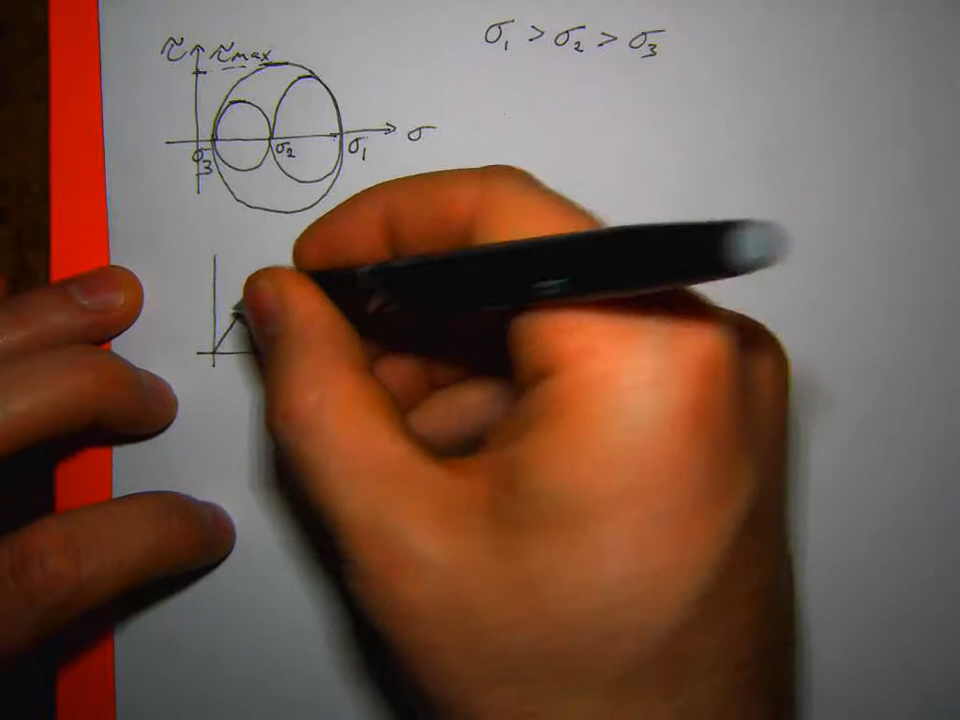 σ₁ > σ₂ > σ₃
τ τmax
σ
σ₃ σ₂ σ₁